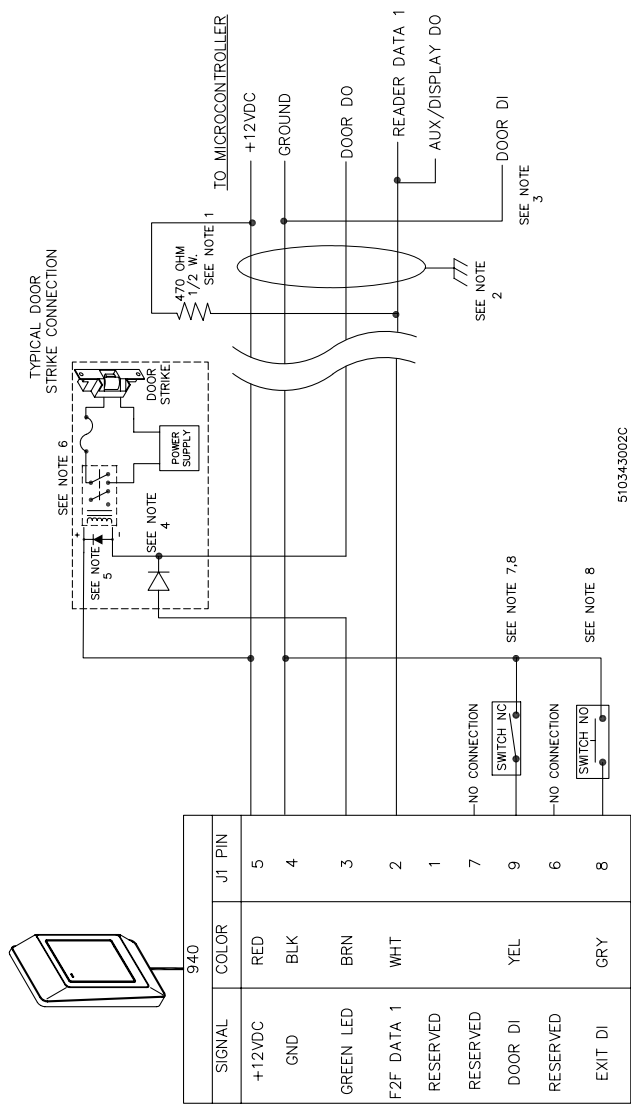 TYPICAL DOOR
STRIKE CONNECTION
SEE NOTE 6
DOOR
STRIKE
POWER
SUPPLY
+
-
SEE NOTE
5
SEE NOTE
4
470 OHM
1/2 W.
SEE NOTE 1
TO MICROCONTROLLER
+12VDC
GROUND
DOOR DO
READER DATA 1
AUX/DISPLAY DO
DOOR DI
SEE NOTE
3
SEE NOTE
2
940
SIGNAL COLOR J1 PIN
+12VDC RED 5
GND BLK 4
GREEN LED BRN 3
F2F DATA 1 WHT 2
RESERVED 1
RESERVED 7 NO CONNECTION
DOOR DI YEL 9 SWITCH NC SEE NOTE 7,8
RESERVED 6 NO CONNECTION
EXIT DI GRY 8 SWITCH NO SEE NOTE 8
510343002C